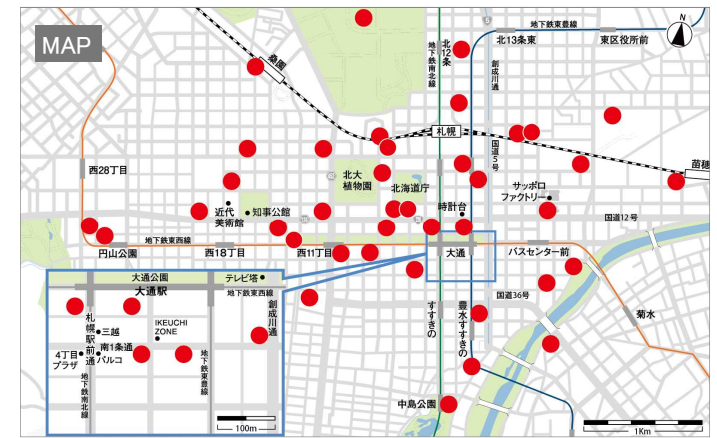 MAP
地下鉄東豊線
5
N
北13条東
東区役所前
地下鉄南北線
北12条
創成川通
桑園
札幌
国道5号
苗穂
西28丁目
北大
植物園
北海道庁
時計台
サッポロ
ファクトリー
近代
美術館
知事公館
国道12号
円山公園
地下鉄東西線
西18丁目
西11丁目
大通
バスセンター前
国道36号
菊水
すすきの
豊水すすきの
中島公園
大通公園
テレビ塔
大通駅
地下鉄東西線
創成川通
札幌駅前通
三越
IKEUCHI
ZONE
南1条通
4丁目
プラザ
パルコ
地下鉄南北線
地下鉄東豊線
100m
1Km